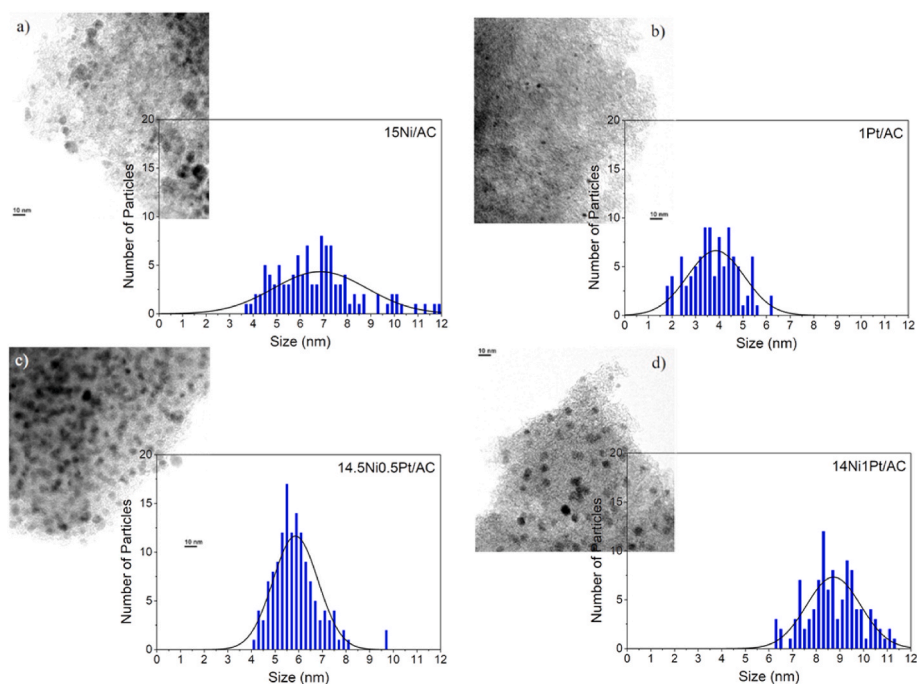 a)
10 nm
15Ni/AC
Number of Particles
20
15
10
5
0
0 1 2 3 4 5 6 7 8 9 10 11 12
Size (nm)
b)
10 nm
1Pt/AC
Number of Particles
20
15
10
5
0
0 1 2 3 4 5 6 7 8 9 10 11 12
Size (nm)
c)
10 nm
14.5Ni0.5Pt/AC
Number of Particles
20
15
10
5
0
0 1 2 3 4 5 6 7 8 9 10 11 12
Size (nm)
10 nm
d)
14Ni1Pt/AC
Number of Particles
20
15
10
5
0
0 1 2 3 4 5 6 7 8 9 10 11 12
Size (nm)